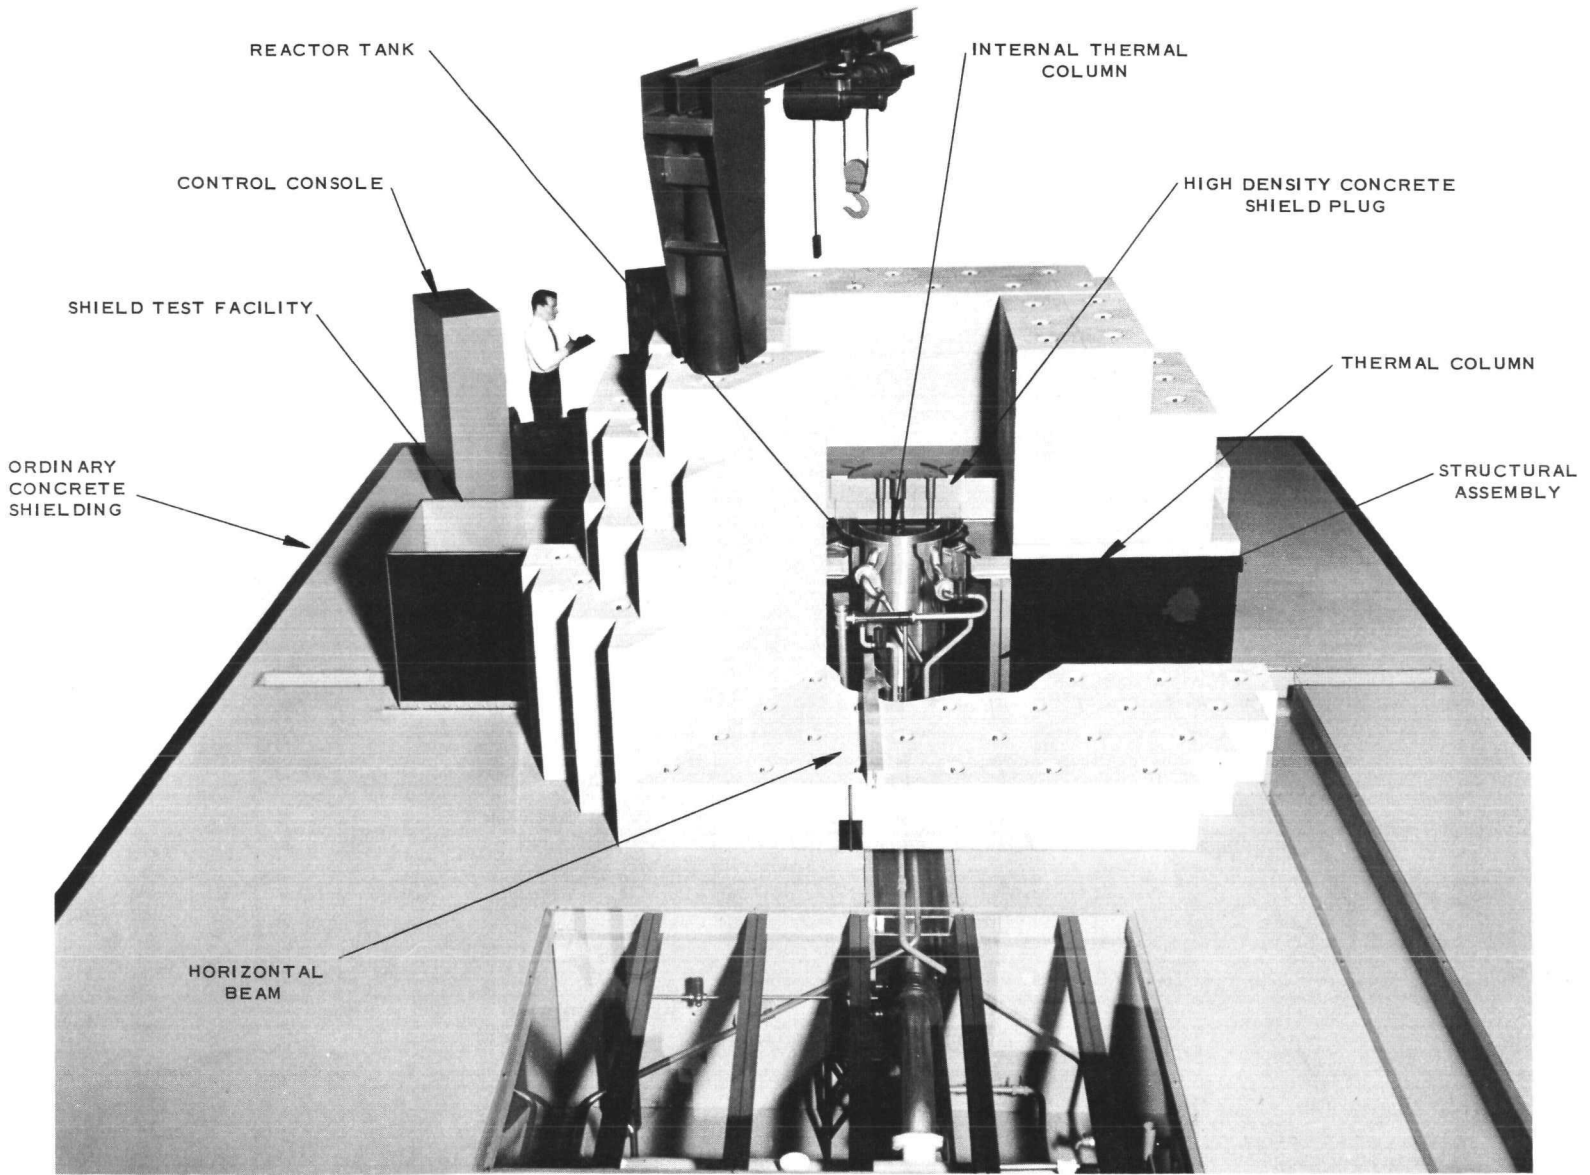 REACTOR TANK
INTERNAL THERMAL
COLUMN
CONTROL CONSOLE
HIGH DENSITY CONCRETE
SHIELD PLUG
SHIELD TEST FACILITY
THERMAL COLUMN
ORDINARY
CONCRETE
SHIELDING
STRUCTURAL
ASSEMBLY
HORIZONTAL
BEAM